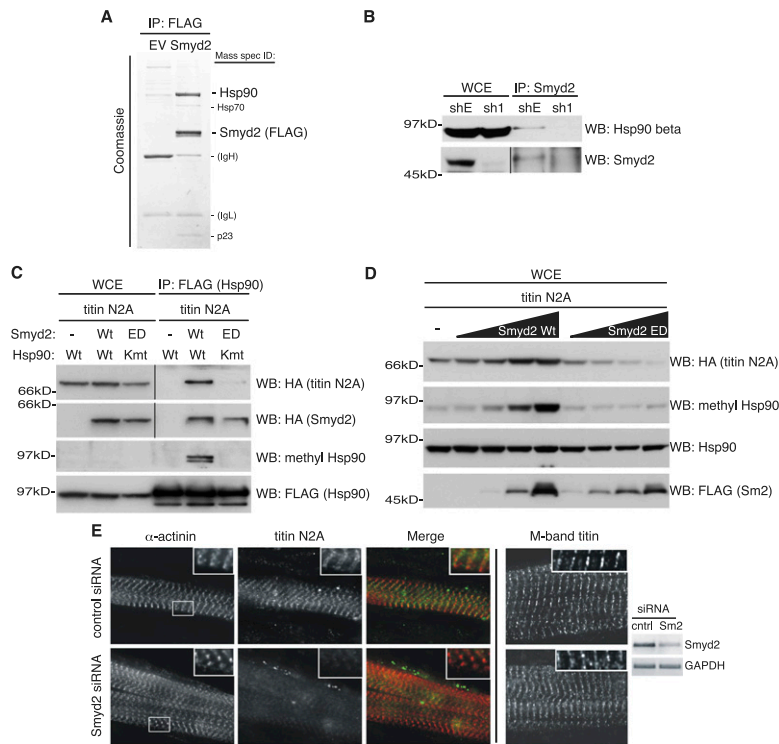 A
IP: FLAG
EV Smyd2
Mass spec ID:
Coomassie
- Hsp90
- Hsp70
- Smyd2 (FLAG)
- (IgH)
- (IgL)
- p23
B
WCE IP: Smyd2
shE sh1 shE sh1
97kD-
WB: Hsp90 beta
WB: Smyd2
45kD-
C
WCE IP: FLAG (Hsp90)
titin N2A titin N2A
Smyd2: - Wt ED - Wt ED
Hsp90: Wt Wt Kmt Wt Wt Kmt
WB: HA (titin N2A)
66kD-
66kD-
WB: HA (Smyd2)
97kD-
WB: methyl Hsp90
97kD-
WB: FLAG (Hsp90)
D
WCE
titin N2A
- Smyd2 Wt Smyd2 ED
66kD-
WB: HA (titin N2A)
97kD-
WB: methyl Hsp90
97kD-
WB: Hsp90
45kD-
WB: FLAG (Sm2)
E
α-actinin titin N2A Merge M-band titin
control siRNA
Smyd2 siRNA
siRNA
cntrl Sm2
Smyd2
GAPDH